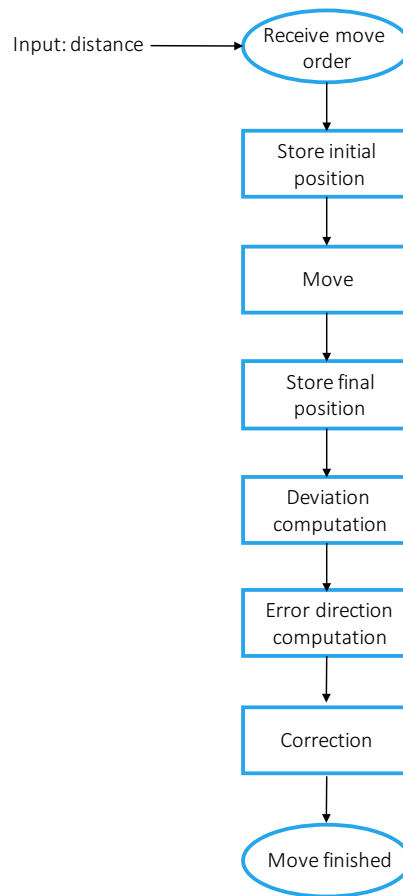 Input: distance
Receive move
order
Store initial
position
Move
Store final
position
Deviation
computation
Error direction
computation
Correction
Move finished